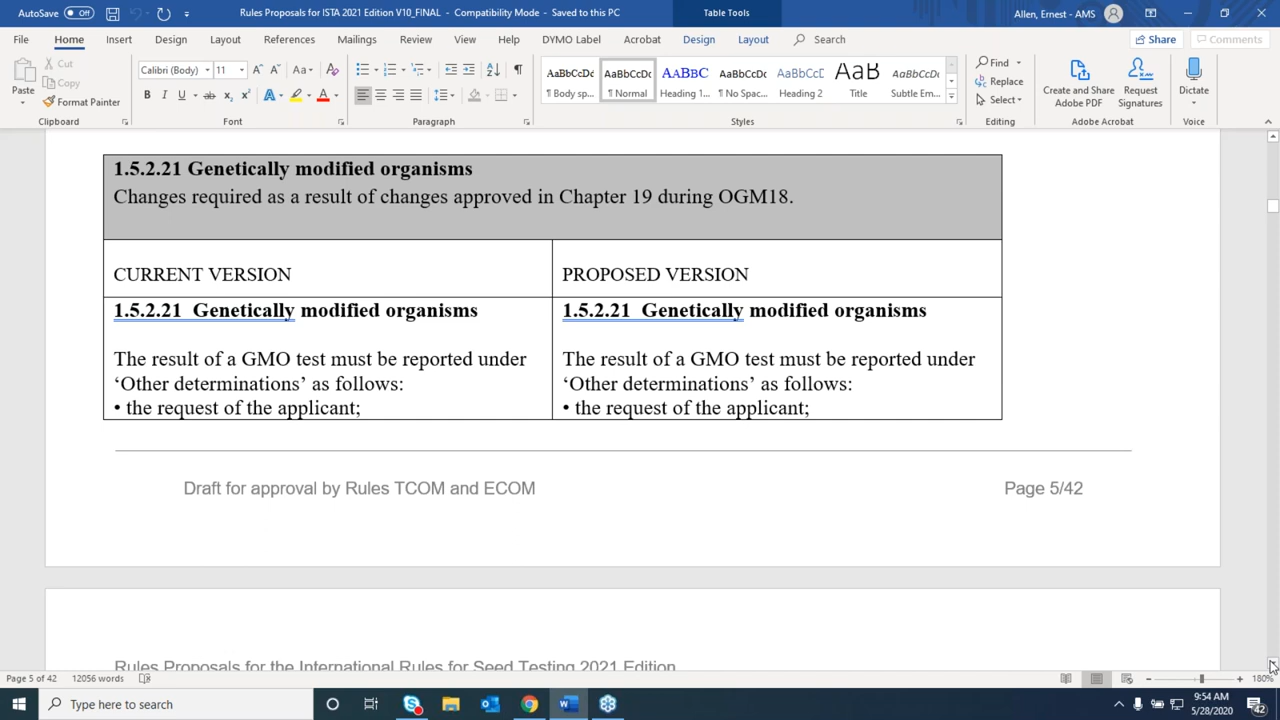 AutoSave Off Rules Proposals for ISTA 2021 Edition V10_FINAL - Compatibility Mode - Saved to this PC Table Tools Allen, Ernest - AMS
File Home Insert Design Layout References Mailings Review View Help DYMO Label Acrobat Design Layout Search Share Comments
Paste Cut Copy Format Painter
Calibri (Body) 11 Aa
B I U ab x₂ x² A A
AaBbCcDc AaBbCcDc AABBC AaBbCcDc AaBbCcD AaB AaBbCcD
¶ Body sp... ¶ Normal Heading 1... ¶ No Spac... Heading 2 Title Subtle Em...
Find Replace Select
Create and Share Adobe PDF Request Signatures Dictate
Clipboard Font Paragraph Styles Editing Adobe Acrobat Voice
1.5.2.21 Genetically modified organisms
Changes required as a result of changes approved in Chapter 19 during OGM18.
CURRENT VERSION PROPOSED VERSION
1.5.2.21 Genetically modified organisms
The result of a GMO test must be reported under
‘Other determinations’ as follows:
• the request of the applicant;
1.5.2.21 Genetically modified organisms
The result of a GMO test must be reported under
‘Other determinations’ as follows:
• the request of the applicant;
Draft for approval by Rules TCOM and ECOM Page 5/42
Rules Proposals for the International Rules for Seed Testing 2021 Edition
Page 5 of 42 12056 words 180%
Type here to search 9:54 AM
5/28/2020 42